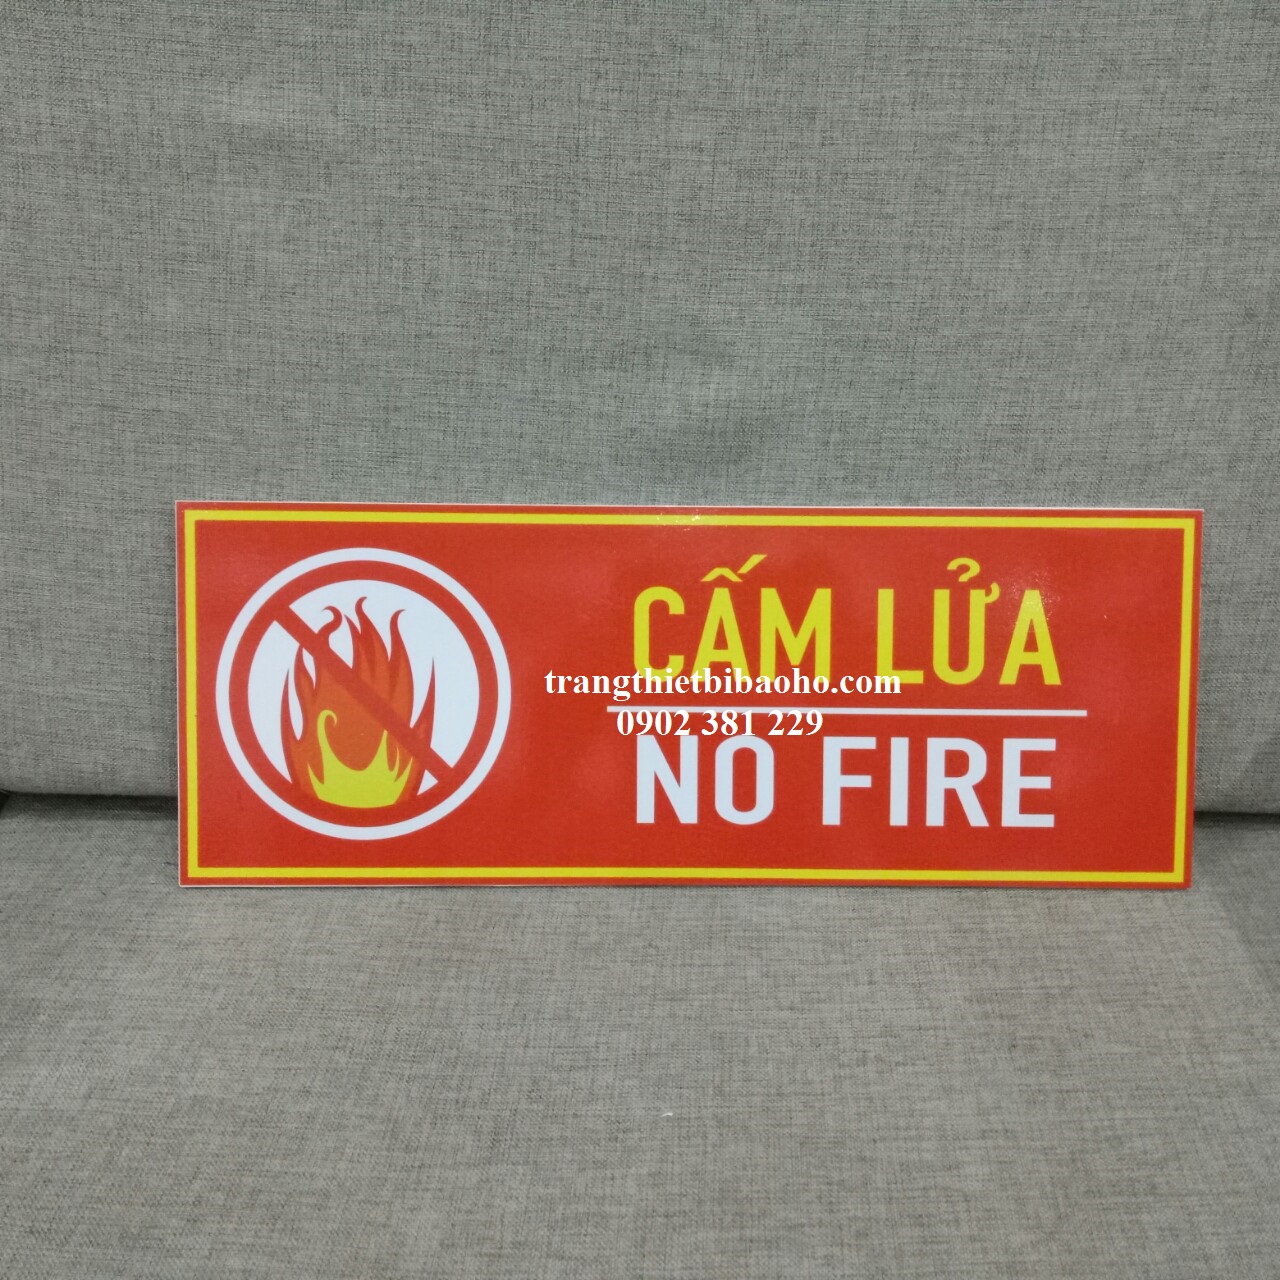 CẤM LỬA
trangthietbibaoho.com
0902 381 229
NO FIRE